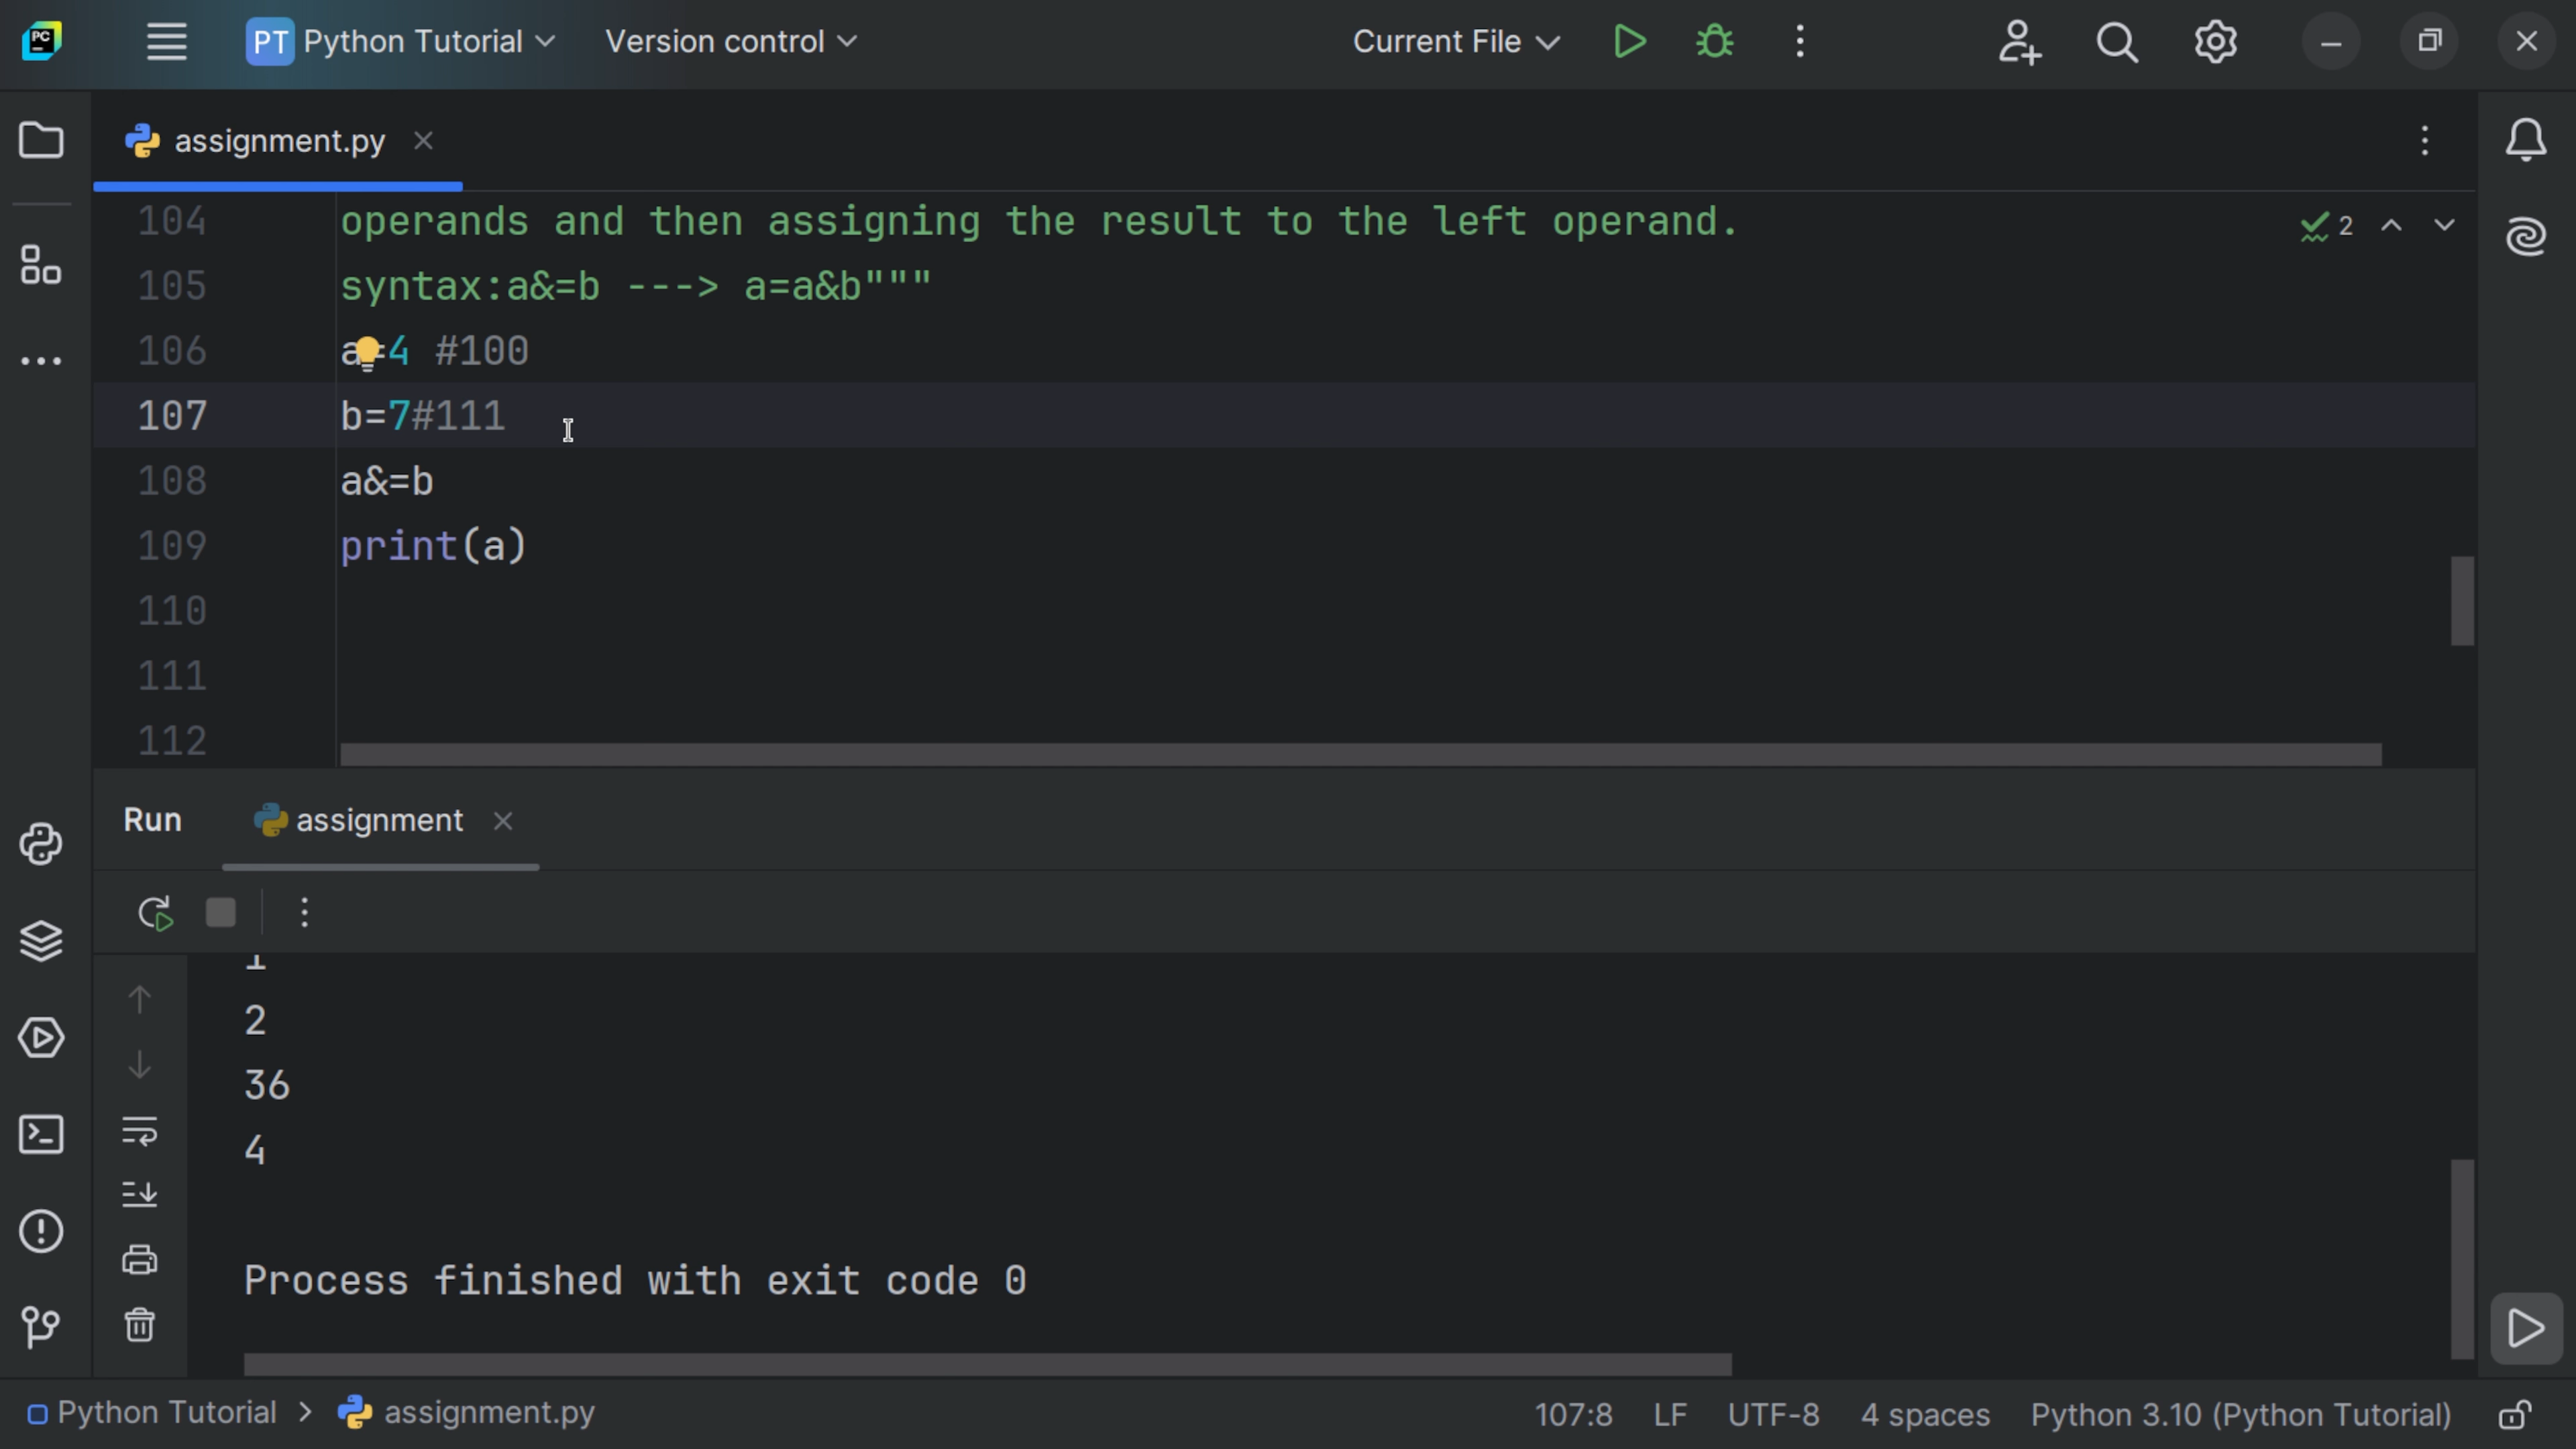 PC
PT Python Tutorial Version control Current File
assignment.py
104 operands and then assigning the result to the left operand.
2
105 syntax:a&=b ---> a=a&b"""
106 a=4 #100
107 b=7#111
108 a&=b
109 print(a)
110
111
112
Run assignment
1
2
36
4
Process finished with exit code 0
Python Tutorial > assignment.py 107:8 LF UTF-8 4 spaces Python 3.10 (Python Tutorial)